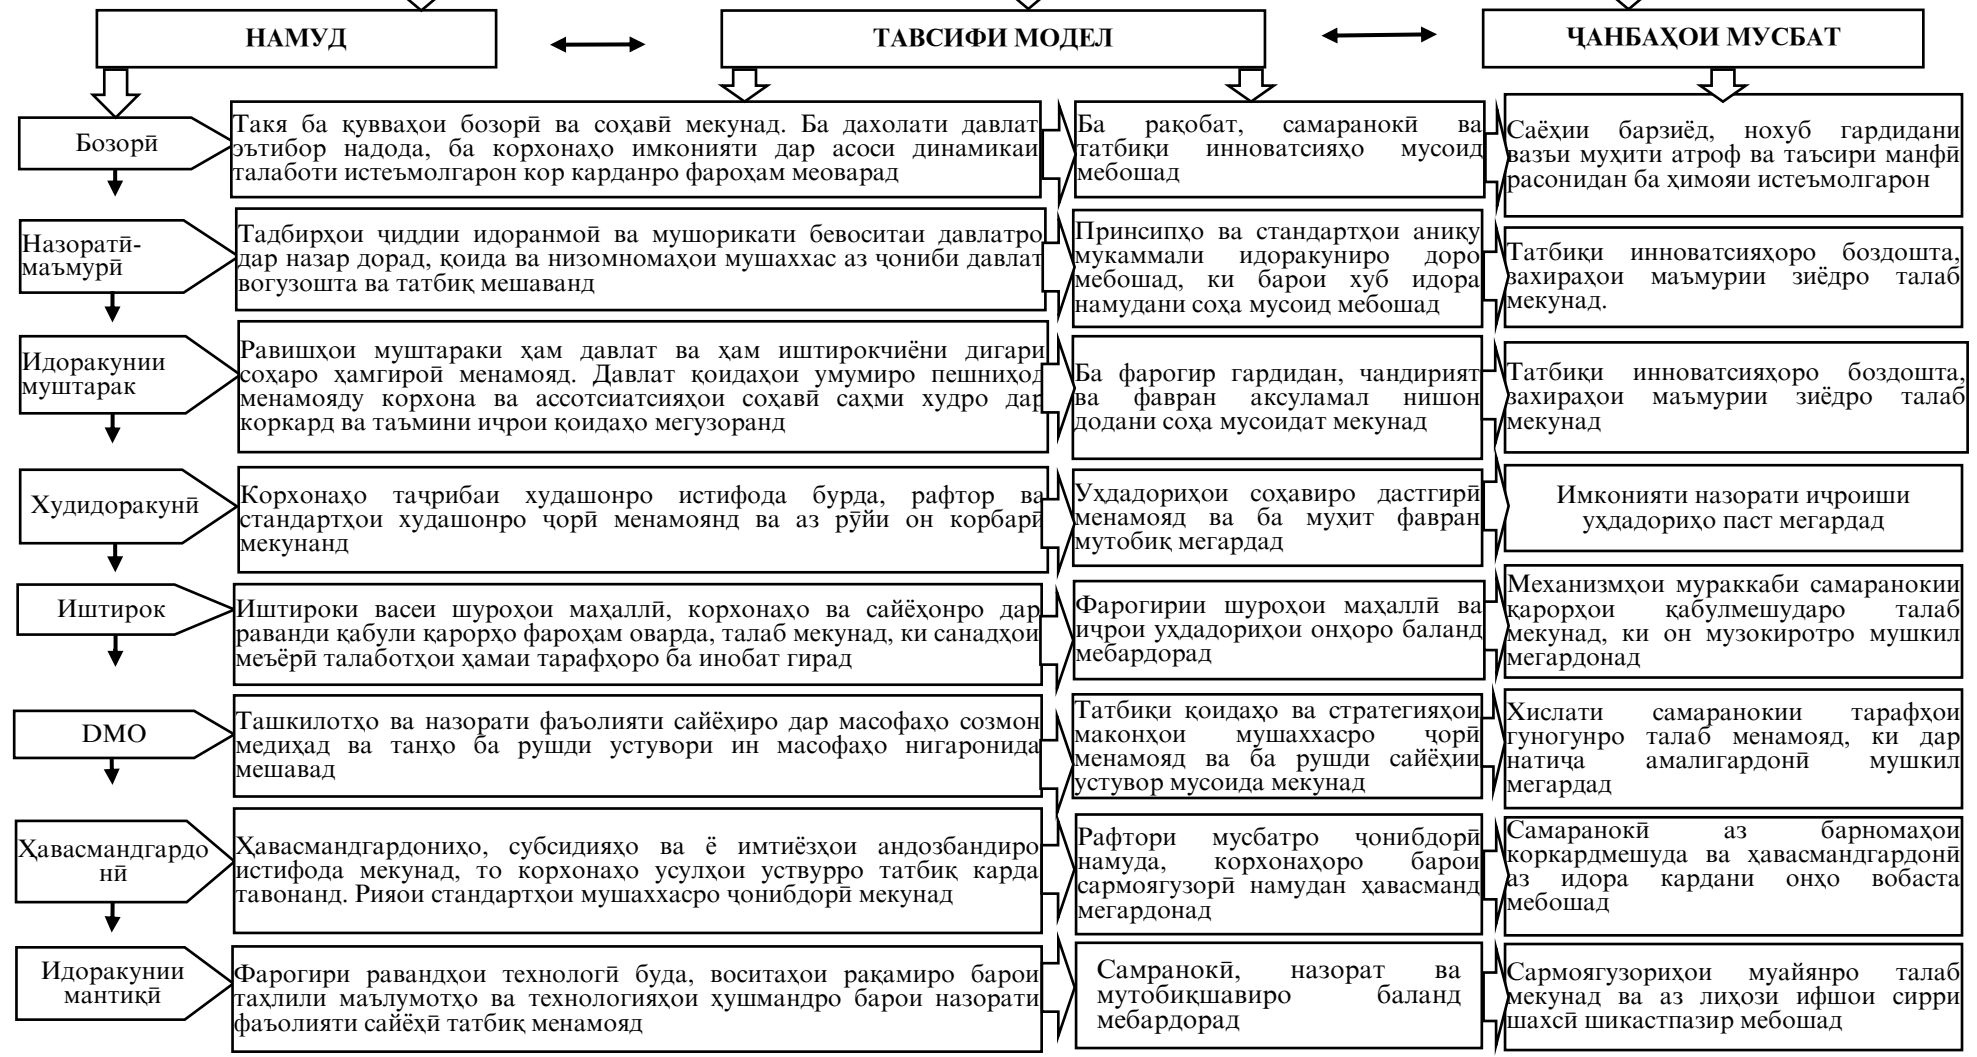 НАМУД
ТАВСИФИ МОДЕЛ
ҶАНБАҲОИ МУСБАТ
Бозорӣ
Такя ба қувваҳои бозорӣ ва соҳавӣ мекунад. Ба дахолати давлат
эътибор надода, ба корхонаҳо имконияти дар асоси динамикаи
талаботи истеъмолгарон кор карданро фароҳам меоварад
Ба рақобат, самаранокӣ ва
татбиқи инноватсияҳо мусоид
мебошад
Саёҳии барзиёд, нохуб гардидани
вазъи муҳити атроф ва таъсири манфӣ
расонидан ба ҳимояи истеъмолгарон
Назоратӣ-
маъмурӣ
Тадбирҳои ҷиддии идоранмоӣ ва мушорикати бевоситаи давлатро
дар назар дорад, қоида ва низомномаҳои мушаххас аз ҷониби давлат
вогузошта ва татбиқ мешаванд
Принсипҳо ва стандартҳои аниқу
мукаммали идоракуниро доро
мебошад, ки барои хуб идора
намудани соҳа мусоид мебошад
Татбиқи инноватсияҳоро боздошта,
вахираҳои маъмурии зиёдро талаб
мекунад.
Идоракунии
муштарак
Равишҳои муштараки ҳам давлат ва ҳам иштирокчиёни дигари
соҳаро ҳамгироӣ менамояд. Давлат қоидаҳои умумиро пешниҳод
менамояду корхона ва ассотсиатсияҳои соҳавӣ саҳми худро дар
коркард ва таъмини иҷрои қоидаҳо мегузоранд
Ба фарогир гардидан, чандирият
ва фавран аксуламал нишон
додани соҳа мусоидат мекунад
Татбиқи инноватсияҳоро боздошта,
вахираҳои маъмурии зиёдро талаб
мекунад
Худидоракунӣ
Корхонаҳо таҷрибаи худашонро истифода бурда, рафтор ва
стандартҳои худашонро ҷорӣ менамоянд ва аз рӯйи он корбарӣ
мекунанд
Уҳдадориҳои соҳавиро дастгирӣ
менамояд ва ба муҳит фавран
мутобиқ мегардад
Имконияти назорати иҷроиши
уҳдадориҳо паст мегардад
Иштирок
Иштироки васеи шуроҳои маҳаллӣ, корхонаҳо ва сайёҳонро дар
раванди қабули қарорҳо фароҳам оварда, талаб мекунад, ки санадҳои
меъёрӣ талаботҳои ҳамаи тарафҳоро ба инобат гирад
Фарогирии шуроҳои маҳаллӣ ва
иҷрои уҳдадориҳои онҳоро баланд
мебардорад
Механизмҳои мураккаби самаранокии
қарорҳои қабулмешударо талаб
мекунад, ки он музокиротро мушкил
мегардонад
DMO
Ташкилотҳо ва назорати фаъолияти сайёҳиро дар масофаҳо созмон
медиҳад ва танҳо ба рушди устувори ин масофаҳо нигаронида
мешавад
Татбиқи қоидаҳо ва стратегияҳои
маконҳои мушаххасро ҷорӣ
менамояд ва ба рушди сайёҳии
устувор мусоида мекунад
Хислати самаранокии тарафҳои
гуногунро талаб менамояд, ки дар
натиҷа амалигардонӣ мушкил
мегардад
Ҳавасмандгардо
нӣ
Ҳавасмандгардониҳо, субсидияҳо ва ё имтиёзҳои андозбандиро
истифода мекунад, то корхонаҳо усулҳои уствурро татбиқ карда
тавонанд. Рияои стандартҳои мушаххасро ҷонибдорӣ мекунад
Рафтори мусбатро ҷонибдорӣ
намуда, корхонаҳоро барои
сармоягузорӣ намудан ҳавасманд
мегардонад
Самаранокӣ аз барномаҳои
коркардмешуда ва ҳавасмандгардонӣ
аз идора кардани онҳо вобаста
мебошад
Идоракунии
мантиқӣ
Фарогири равандҳои технологӣ буда, воситаҳои рақамиро барои
таҳлили маълумотҳо ва технологияҳои ҳушмандро барои назорати
фаъолияти сайёҳӣ татбиқ менамояд
Самранокӣ, назорат ва
мутобиқшавиро баланд
мебардорад
Сармоягузориҳои муайянро талаб
мекунад ва аз лиҳози ифшои сирри
шахсӣ шикастпазир мебошад